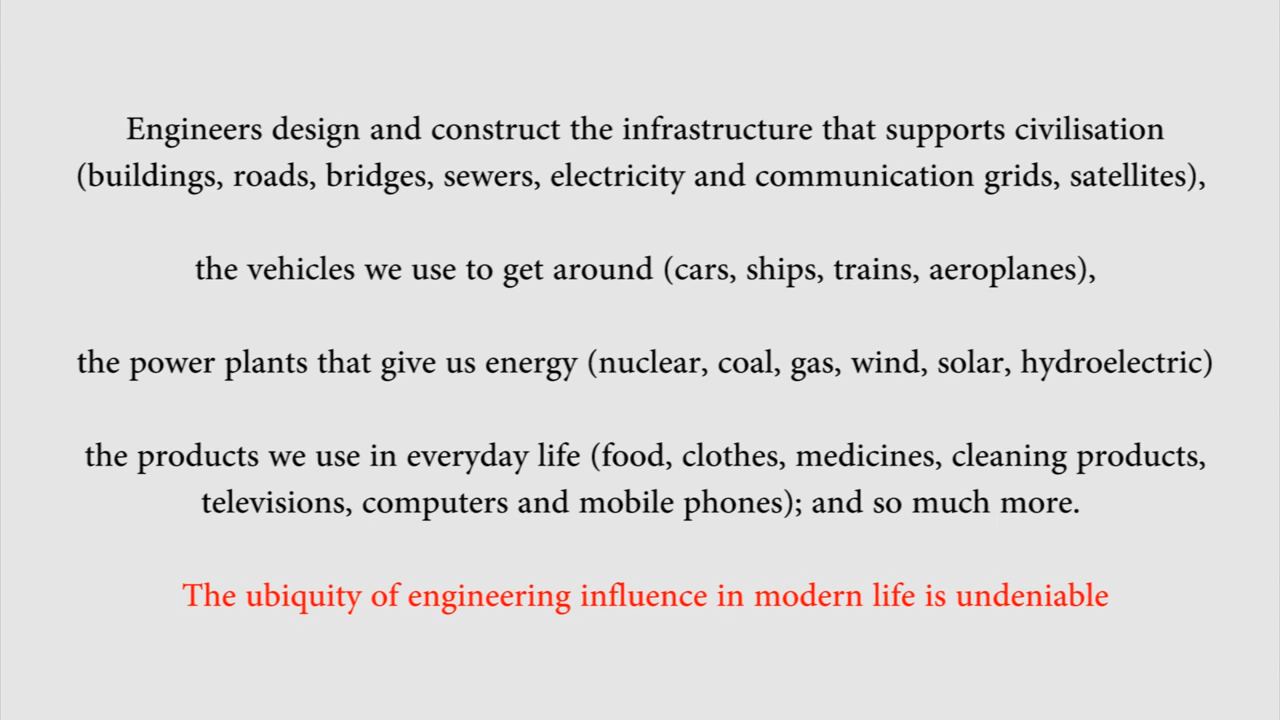 Engineers design and construct the infrastructure that supports civilisation
(buildings, roads, bridges, sewers, electricity and communication grids, satellites),
the vehicles we use to get around (cars, ships, trains, aeroplanes),
the power plants that give us energy (nuclear, coal, gas, wind, solar, hydroelectric)
the products we use in everyday life (food, clothes, medicines, cleaning products,
televisions, computers and mobile phones); and so much more.
The ubiquity of engineering influence in modern life is undeniable